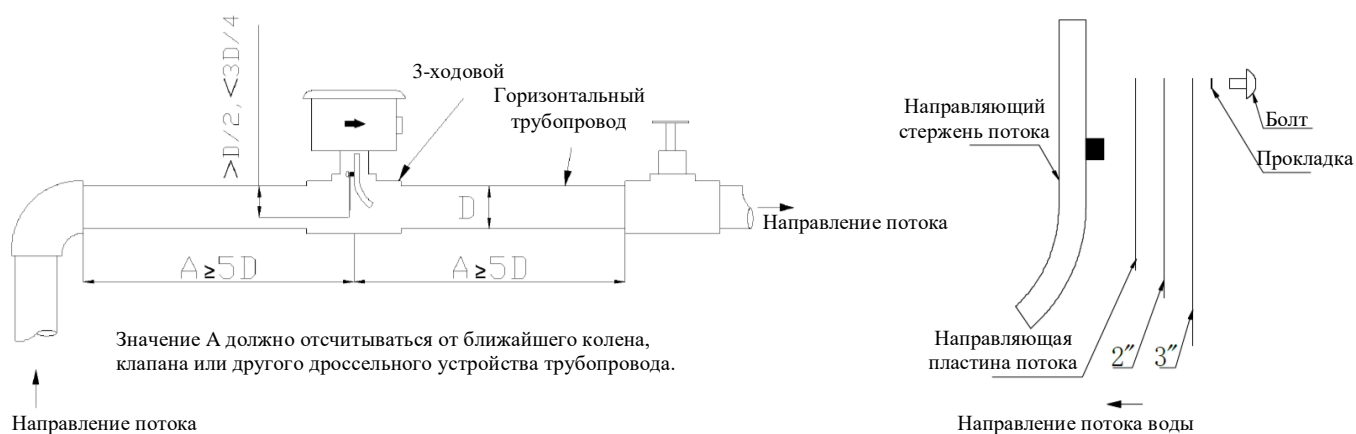 >D/2,<3D/4
3-ходовой
Горизонтальный
трубопровод
D
Направление потока
A≥5D
A≥5D
Значение А должно отсчитываться от ближайшего колена,
клапана или другого дроссельного устройства трубопровода.
Направление потока
Направляющий
стержень потока
Болт
Прокладка
Направляющая
пластина потока
2"
3"
Направление потока воды